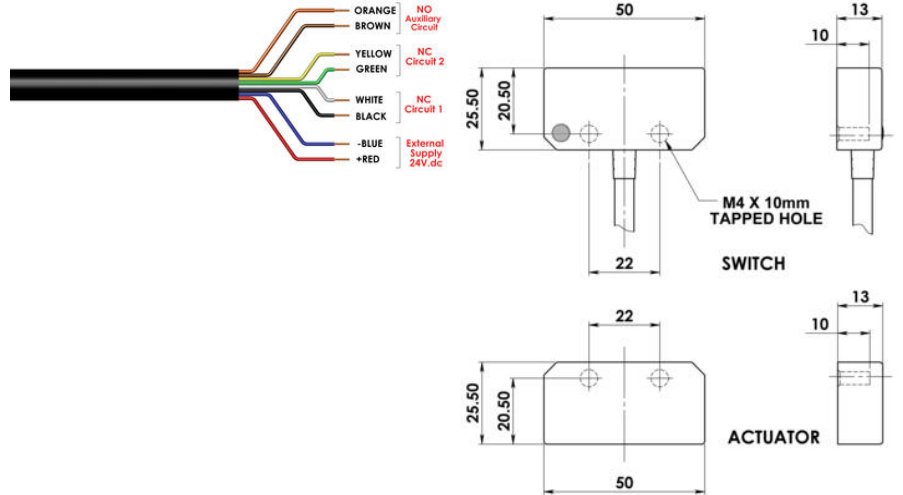 ORANGE
BROWN
NO
Auxiliary
Circuit
YELLOW
GREEN
NC
Circuit 2
WHITE
BLACK
NC
Circuit 1
-BLUE
+RED
External
Supply
24V.dc
50
13
10
25.50
20.50
M4 X 10mm
TAPPED HOLE
22
SWITCH
22
13
10
25.50
20.50
ACTUATOR
50